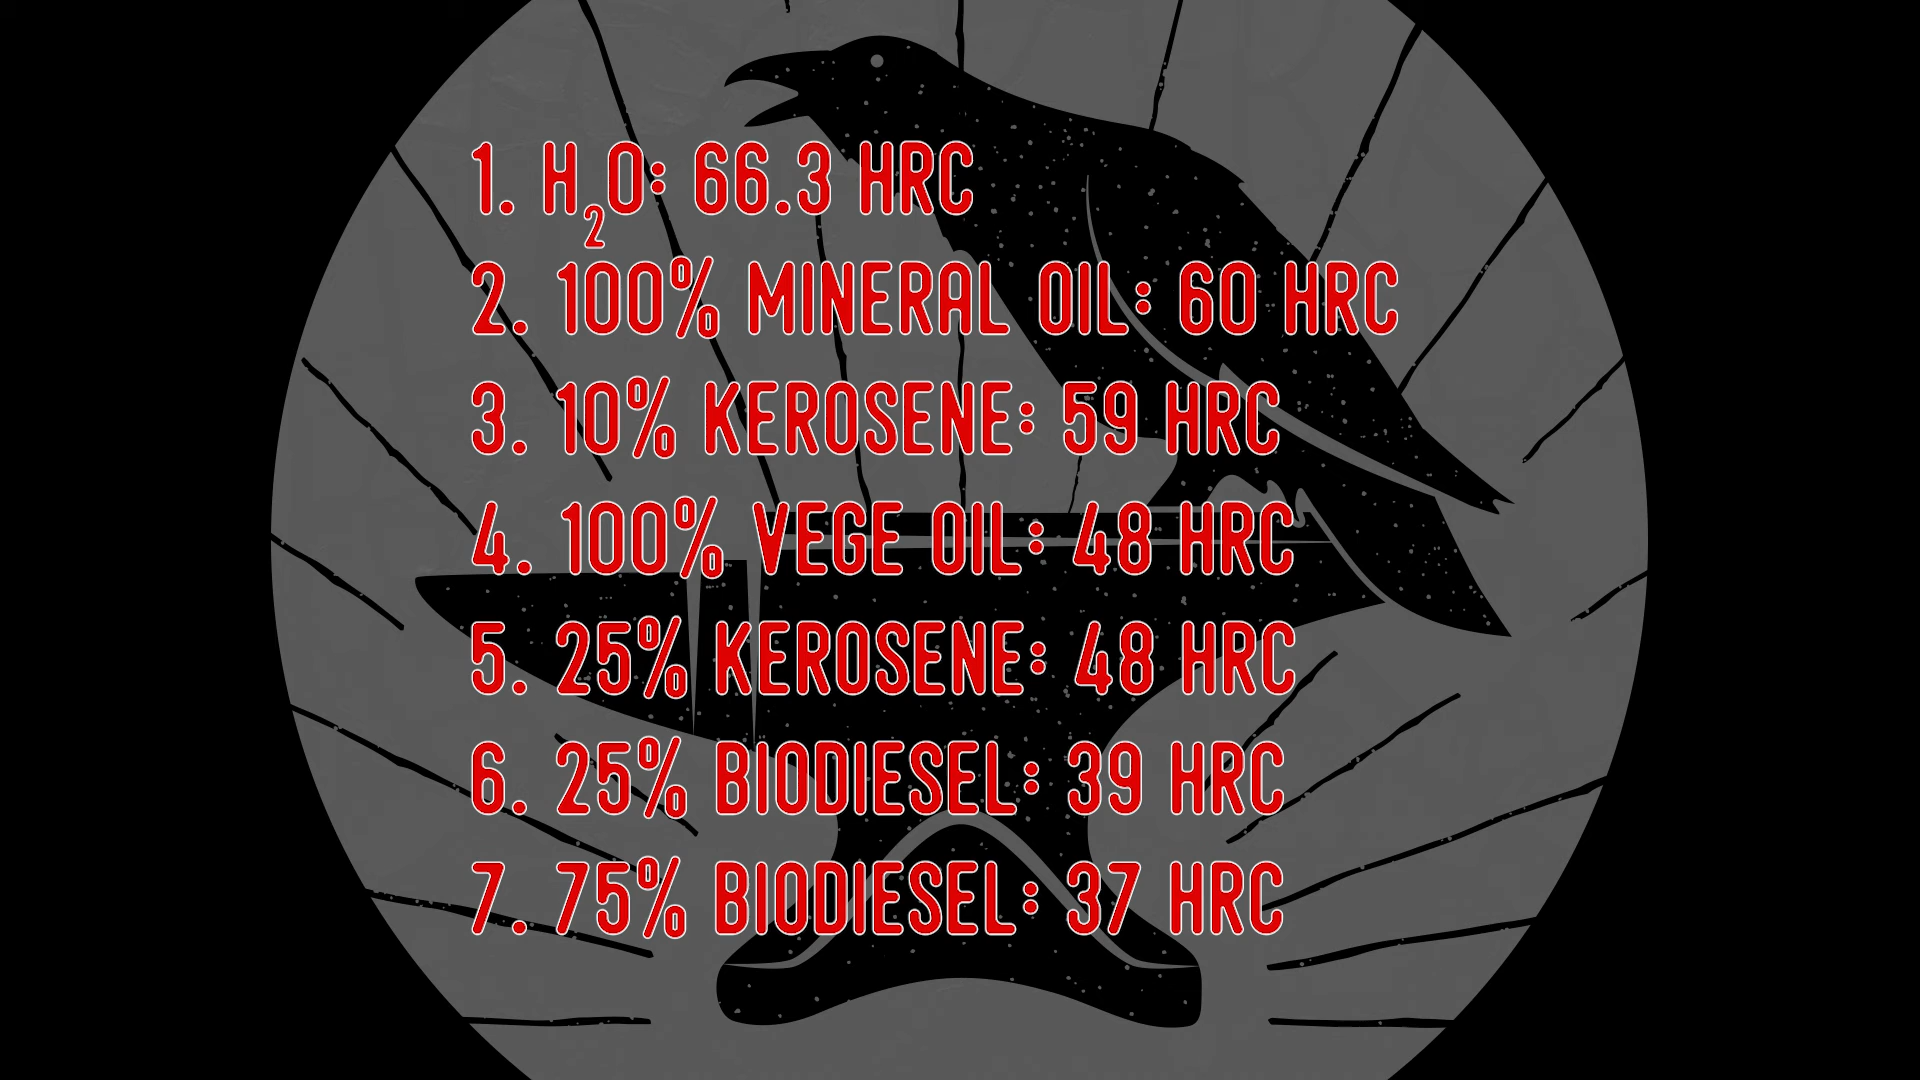 1. H₂O: 66.3 HRC
2. 100% MINERAL OIL: 60 HRC
3. 10% KEROSENE: 59 HRC
4. 100% VEGE OIL: 48 HRC
5. 25% KEROSENE: 48 HRC
6. 25% BIODIESEL: 39 HRC
7. 75% BIODIESEL: 37 HRC